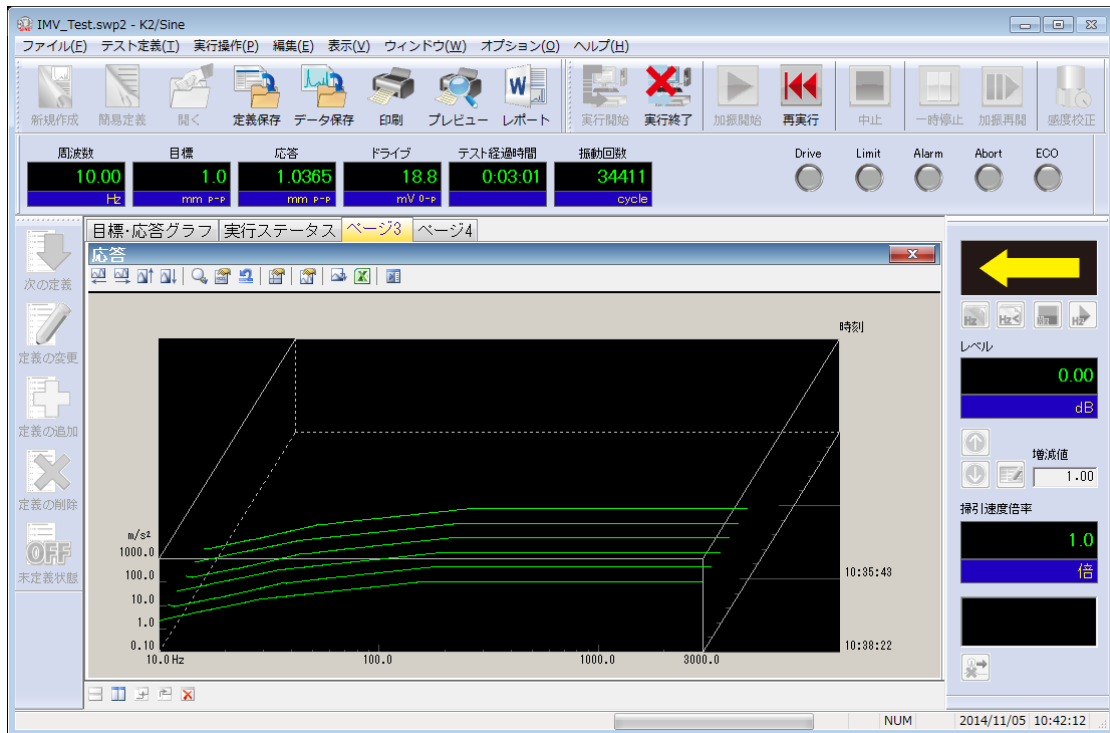 IMV_Test.swp2 - K2/Sine
ファイル(F) テスト定義(T) 実行操作(P) 編集(E) 表示(V) ウィンドウ(W) オプション(O) ヘルプ(H)
新規作成 簡易定義 開く 定義保存 データ保存 印刷 プレビュー レポート 実行開始 実行終了 加振開始 再実行 中止 一時停止 加振再開 感度校正
周波数 目標 応答 ドライブ テスト経過時間 振動回数 Drive Limit Alarm Abort ECO
10.00 1.0 1.0365 18.8 0:03:01 34411
Hz mm P-P mm P-P mV 0-P cycle
目標・応答グラフ 実行ステータス ページ3 ページ4
応答
次の定義
定義の変更
定義の追加
定義の削除
OFF
未定義状態
時刻
m/s²
1000.0
100.0
10.0
1.0
0.10
10.0 Hz 100.0 1000.0 3000.0
10:35:43
10:38:22
レベル
0.00
dB
増減値
1.00
掃引速度倍率
1.0
倍
NUM 2014/11/05 10:42:12